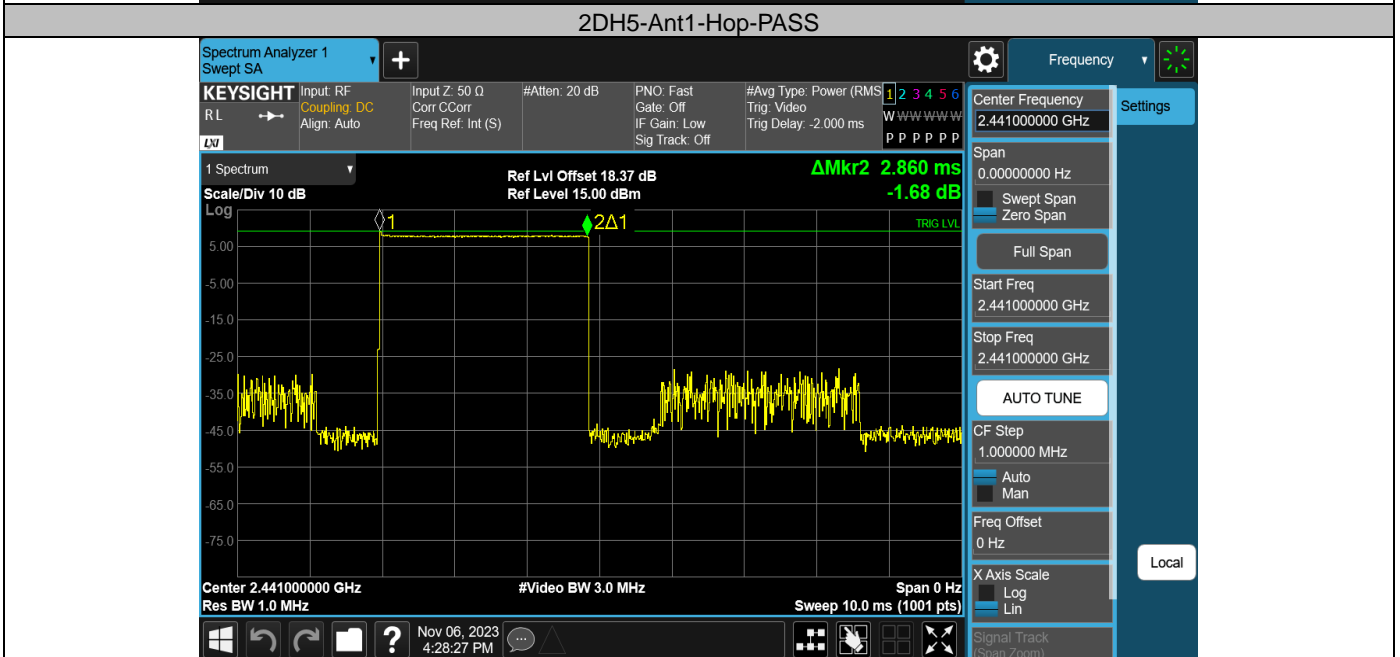 2DH5-Ant1-Hop-PASS
Spectrum Analyzer 1
Swept SA
+
Frequency
KEYSIGHT
RL
LXI
Input: RF
Coupling: DC
Align: Auto
Input Z: 50 Ω
Corr CCorr
Freq Ref: Int (S)
#Atten: 20 dB
PNO: Fast
Gate: Off
IF Gain: Low
Sig Track: Off
#Avg Type: Power (RMS
Trig: Video
Trig Delay: -2.000 ms
1 2 3 4 5 6
W W W W W W
P P P P P P
1 Spectrum
Scale/Div 10 dB
Ref Lvl Offset 18.37 dB
Ref Level 15.00 dBm
ΔMkr2 2.860 ms
-1.68 dB
Log
1
2Δ1
TRIG LVL
5.00
-5.00
-15.0
-25.0
-35.0
-45.0
-55.0
-65.0
-75.0
Center 2.441000000 GHz
#Video BW 3.0 MHz
Span 0 Hz
Res BW 1.0 MHz
Sweep 10.0 ms (1001 pts)
Center Frequency
2.441000000 GHz
Settings
Span
0.00000000 Hz
Swept Span
Zero Span
Full Span
Start Freq
2.441000000 GHz
Stop Freq
2.441000000 GHz
AUTO TUNE
CF Step
1.000000 MHz
Auto
Man
Freq Offset
0 Hz
Local
X Axis Scale
Log
Lin
Signal Track
(Span Zoom)
?
Nov 06, 2023
4:28:27 PM